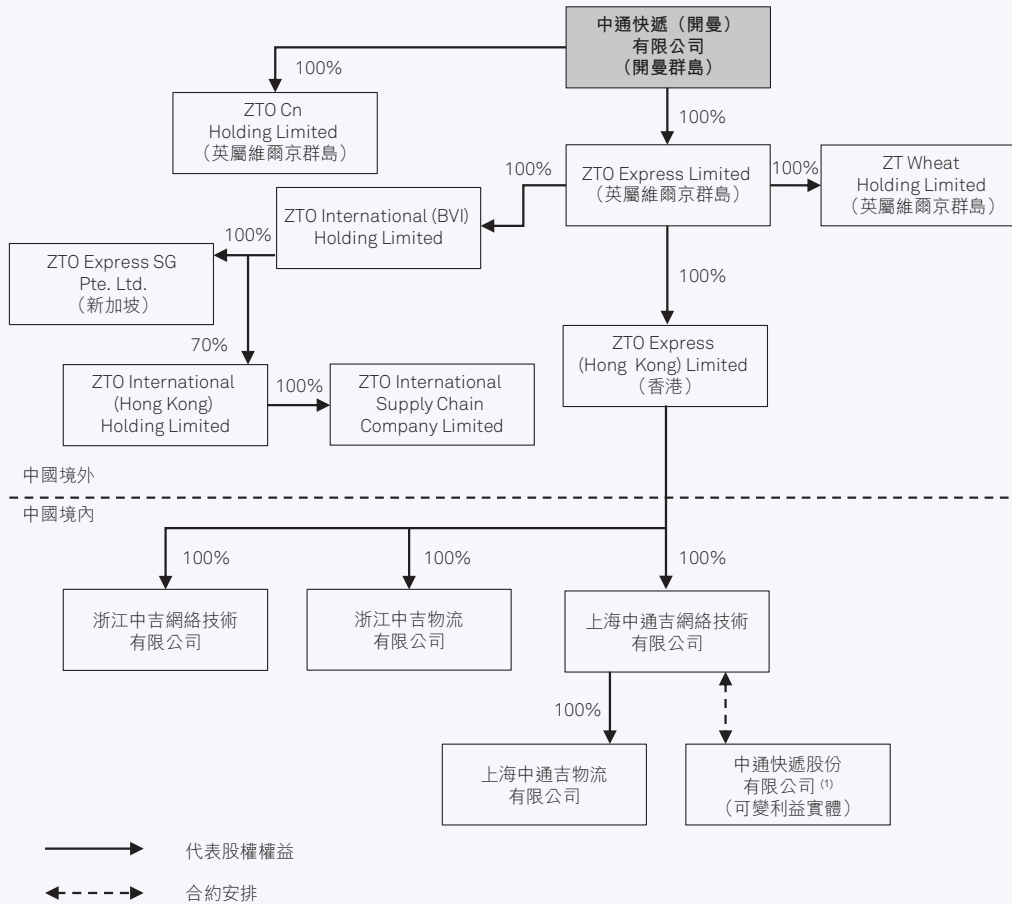 中通快遞（開曼）
有限公司
（開曼群島）
100%
ZTO Cn
Holding Limited
（英屬維爾京群島）
100%
ZTO Express Limited
（英屬維爾京群島）
100%
ZT Wheat
Holding Limited
（英屬維爾京群島）
100%
ZTO International (BVI)
Holding Limited
100%
ZTO Express SG
Pte. Ltd.
（新加坡）
100%
ZTO Express
(Hong Kong) Limited
（香港）
70%
ZTO International
(Hong Kong)
Holding Limited
100%
ZTO International
Supply Chain
Company Limited
中國境外
中國境內
100%
100%
100%
浙江中吉網絡技術
有限公司
浙江中吉物流
有限公司
上海中通吉網絡技術
有限公司
100%
上海中通吉物流
有限公司
中通快遞股份
有限公司 (1)
（可變利益實體）
代表股權權益
合約安排